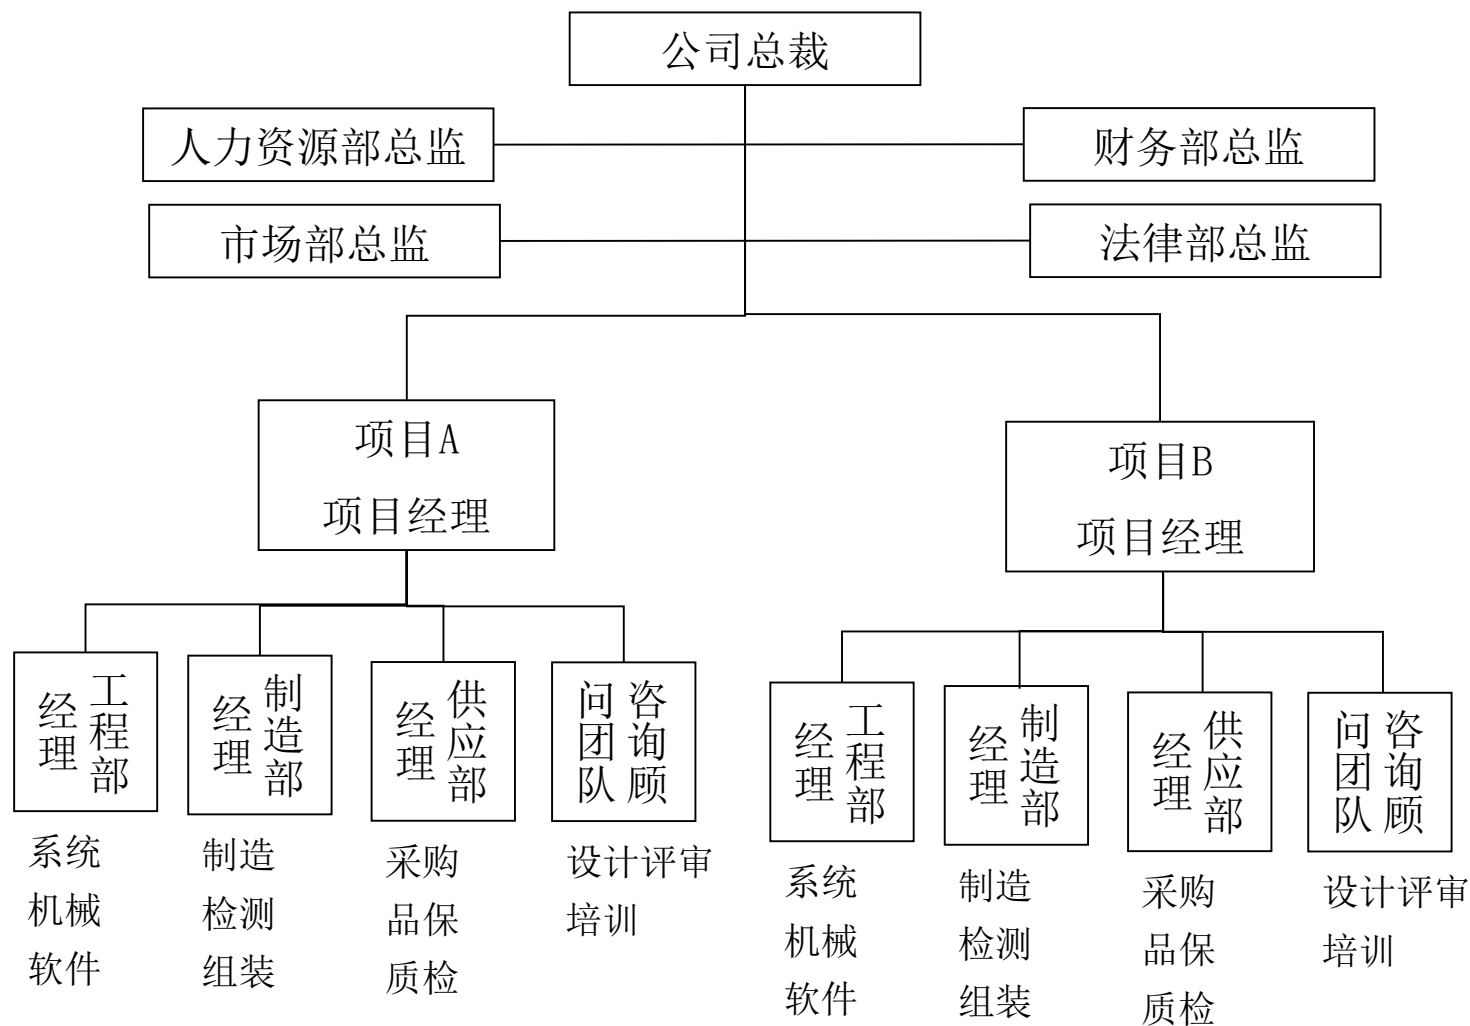 公司总裁
人力资源部总监
财务部总监
市场部总监
法律部总监
项目A
项目经理
项目B
项目经理
工程部
经理
制造部
经理
供应部
经理
咨询顾
问团队
系统
机械
软件
制造
检测
组装
采购
品保
质检
设计评审
培训
工程部
经理
制造部
经理
供应部
经理
咨询顾
问团队
系统
机械
软件
制造
检测
组装
采购
品保
质检
设计评审
培训